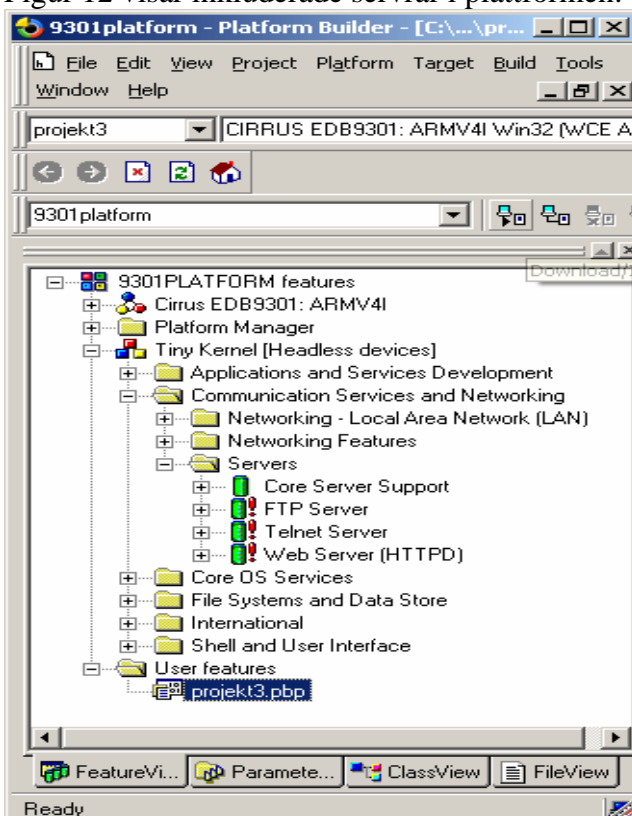 Figur 12 visar inkluderade servrar i plattformen.
9301platform - Platform Builder - [C:\...\pr...
File Edit View Project Platform Target Build Tools
Window Help
projekt3 CIRRUS EDB9301: ARMV4I Win32 (WCE A
9301platform
Download/
9301PLATFORM features
Cirrus EDB9301: ARMV4I
Platform Manager
Tiny Kernel [Headless devices]
Applications and Services Development
Communication Services and Networking
Networking - Local Area Network (LAN)
Networking Features
Servers
Core Server Support
FTP Server
Telnet Server
Web Server (HTTPD)
Core OS Services
File Systems and Data Store
International
Shell and User Interface
User features
projekt3.pbp
FeatureVi... Paramete... ClassView FileView
Ready